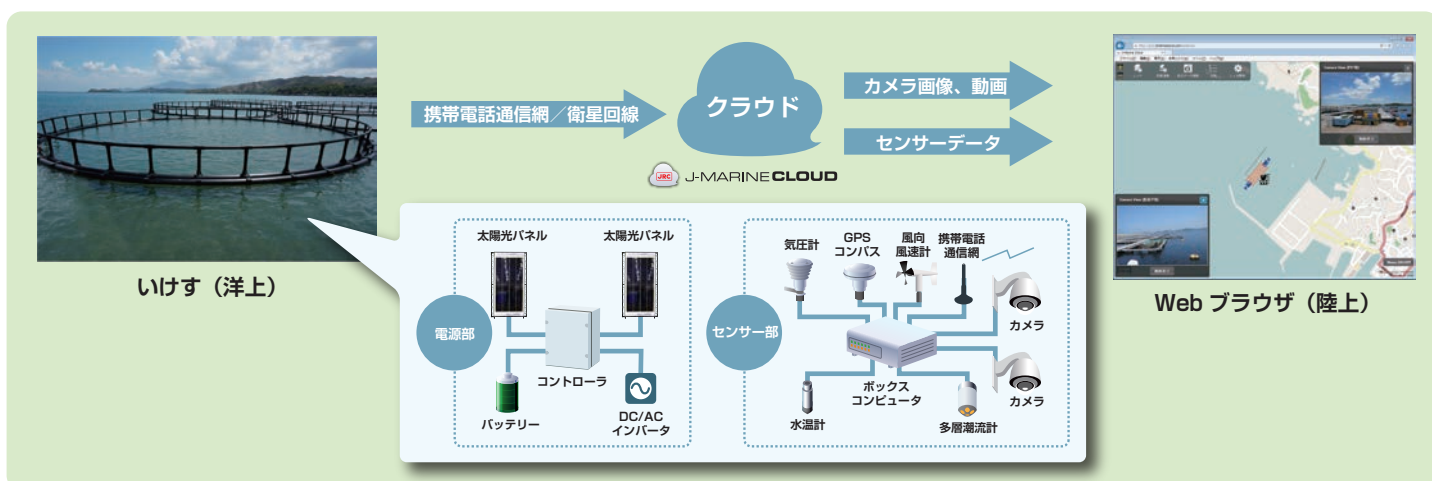 いけす（洋上）
携帯電話通信網／衛星回線
クラウド
JRC J-MARINE CLOUD
カメラ画像、動画
センサーデータ
Web ブラウザ（陸上）
電源部
太陽光パネル
太陽光パネル
コントローラ
バッテリー
DC/AC
インバータ
センサー部
気圧計
GPS
コンパス
風向
風速計
携帯電話
通信網
カメラ
カメラ
ボックス
コンピュータ
水温計
多層潮流計